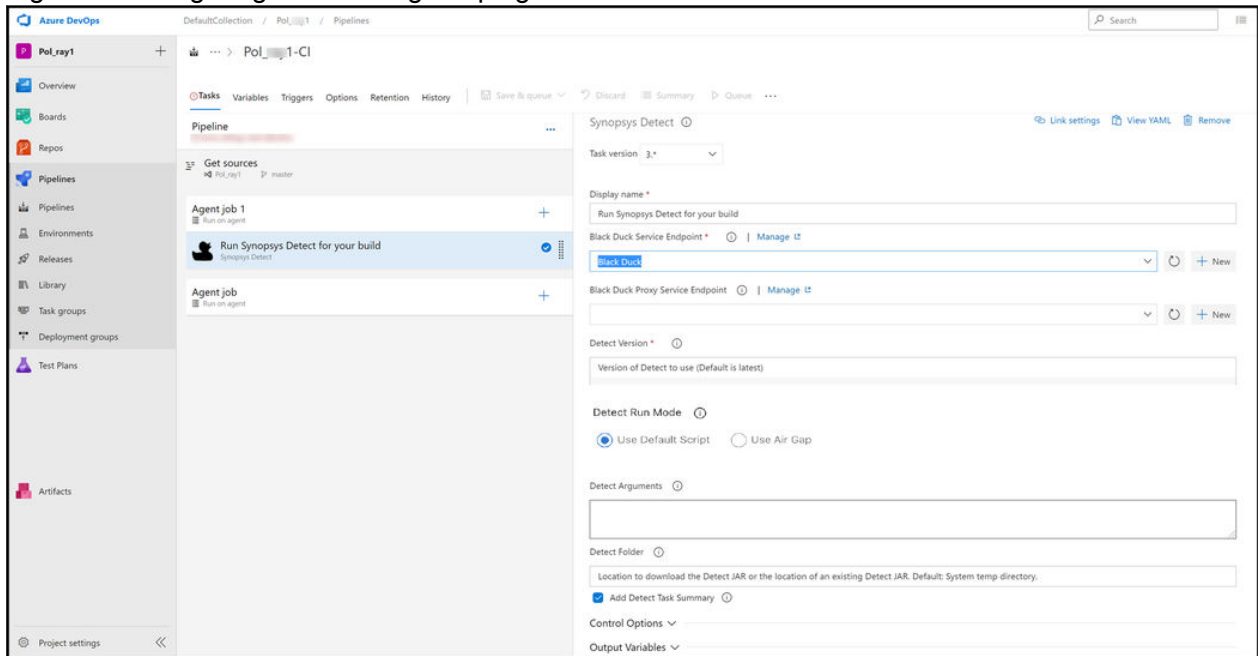 Azure DevOps
DefaultCollection / Pol_ 1 / Pipelines
Search
P Pol_ray1 +
... > Pol_ y1-CI
Overview
Boards
Repos
Pipelines
Pipelines
Environments
Releases
Library
Task groups
Deployment groups
Test Plans
Artifacts
Project settings
Tasks Variables Triggers Options Retention History Save & queue Discard Summary Queue ...
Pipeline ...
Get sources
Pol_ray1 master
Agent job 1 +
Run on agent
Run Synopsys Detect for your build
Synopsys Detect
Agent job +
Run on agent
Synopsys Detect Link settings View YAML Remove
Task version 3.*
Display name *
Run Synopsys Detect for your build
Black Duck Service Endpoint * | Manage
Black Duck + New
Black Duck Proxy Service Endpoint | Manage
+ New
Detect Version *
Version of Detect to use (Default is latest)
Detect Run Mode
Use Default Script Use Air Gap
Detect Arguments
Detect Folder
Location to download the Detect JAR or the location of an existing Detect JAR. Default: System temp directory.
Add Detect Task Summary
Control Options
Output Variables